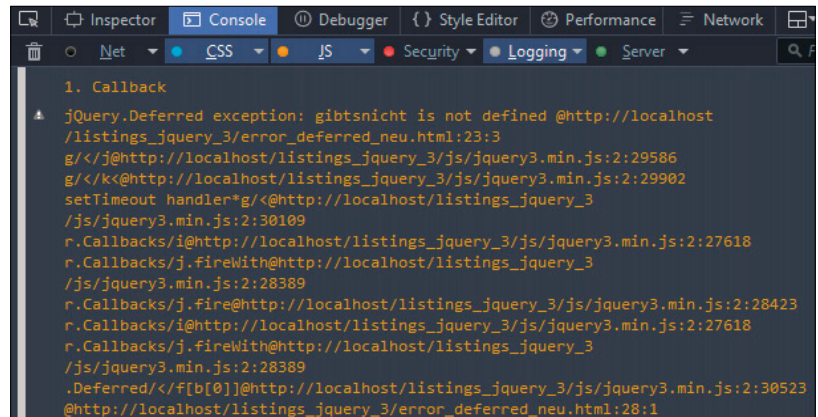 Inspector Console Debugger { } Style Editor Performance Network
Net CSS JS Security Logging Server
1. Callback
jQuery.Deferred exception: gibtsnicht is not defined @http://localhost
/listings_jquery_3/error_deferred_neu.html:23:3
g/</j@http://localhost/listings_jquery_3/js/jquery3.min.js:2:29586
g/</k<@http://localhost/listings_jquery_3/js/jquery3.min.js:2:29902
setTimeout handler*g/<@http://localhost/listings_jquery_3
/js/jquery3.min.js:2:30109
r.Callbacks/i@http://localhost/listings_jquery_3/js/jquery3.min.js:2:27618
r.Callbacks/j.fireWith@http://localhost/listings_jquery_3
/js/jquery3.min.js:2:28389
r.Callbacks/j.fire@http://localhost/listings_jquery_3/js/jquery3.min.js:2:28423
r.Callbacks/i@http://localhost/listings_jquery_3/js/jquery3.min.js:2:27618
r.Callbacks/j.fireWith@http://localhost/listings_jquery_3
/js/jquery3.min.js:2:28389
.Deferred/</f[b[0]]@http://localhost/listings_jquery_3/js/jquery3.min.js:2:30523
@http://localhost/listings_jquery_3/error_deferred_neu.html:28:1